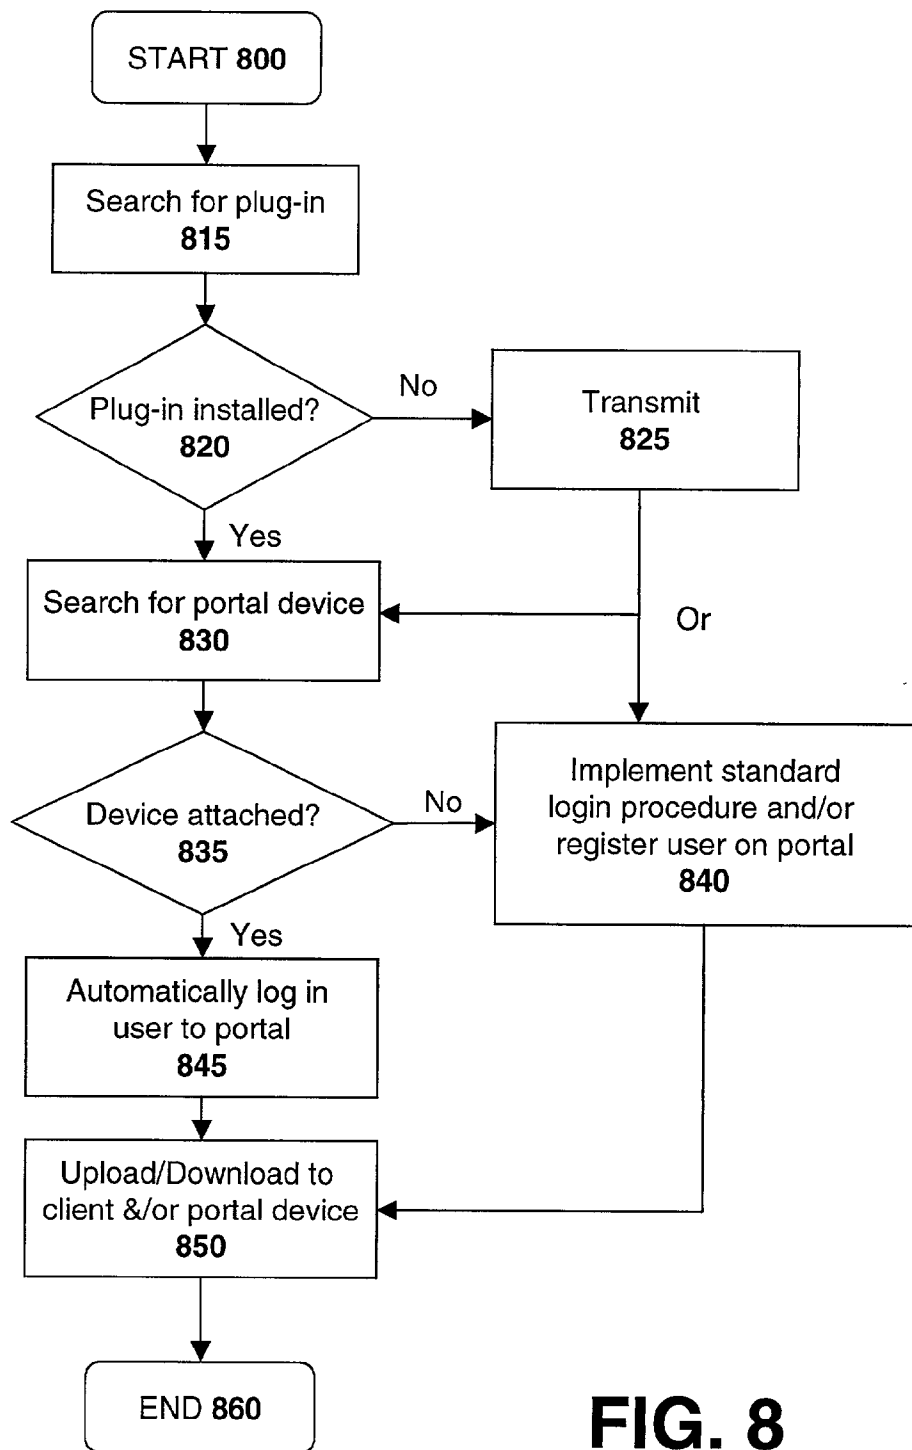 START 800
Search for plug-in
815
Plug-in installed?
820
No
Transmit
825
Yes
Search for portal device
830
Or
Device attached?
835
No
Implement standard
login procedure and/or
register user on portal
840
Yes
Automatically log in
user to portal
845
Upload/Download to
client &/or portal device
850
END 860
FIG. 8